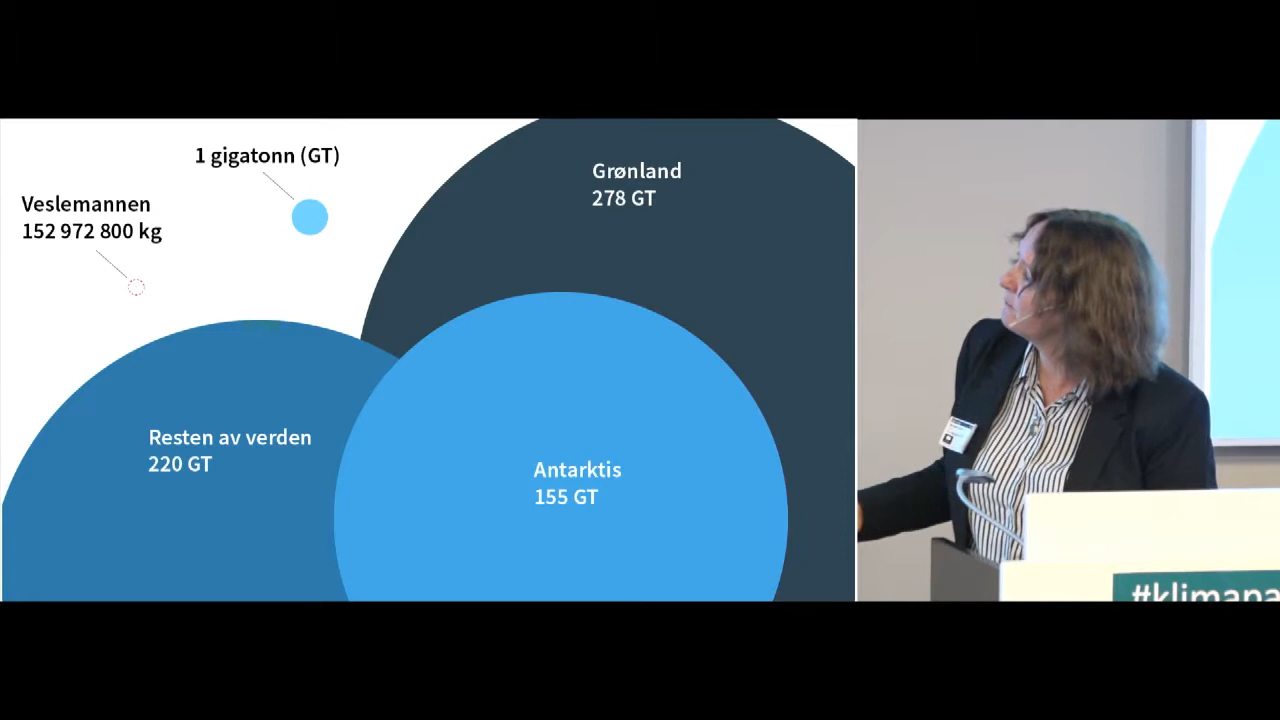 1 gigatonn (GT)
Veslemannen
152 972 800 kg
Grønland
278 GT
Resten av verden
220 GT
Antarktis
155 GT
#klimapa